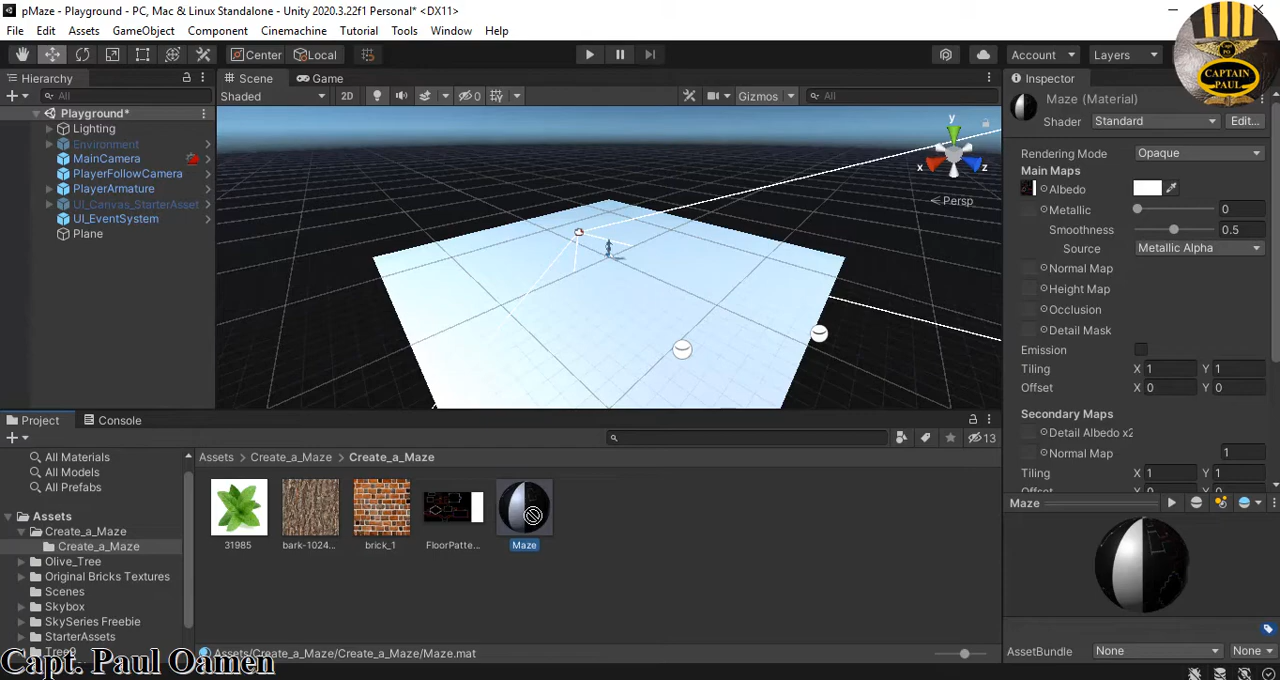 pMaze - Playground - PC, Mac & Linux Standalone - Unity 2020.3.22f1 Personal* <DX11>
File Edit Assets GameObject Component Cinemachine Tutorial Tools Window Help
Center Local Account Layers
CAPTAIN PAUL
Hierarchy Scene Game Inspector
All Shaded 2D 0 Gizmos All
Maze (Material)
Shader Standard Edit...
Playground*
Lighting
Environment
MainCamera
PlayerFollowCamera
PlayerArmature
UI_Canvas_StarterAsset
UI_EventSystem
Plane
y
x z
Persp
Rendering Mode Opaque
Main Maps
Albedo
Metallic 0
Smoothness 0.5
Source Metallic Alpha
Normal Map
Height Map
Occlusion
Detail Mask
Emission
Tiling X 1 Y 1
Offset X 0 Y 0
Secondary Maps
Detail Albedo x2
Normal Map 1
Tiling X 1 Y 1
Project Console
13
All Materials
All Models
All Prefabs
Assets
Create_a_Maze
Create_a_Maze
Olive_Tree
Original Bricks Textures
Scenes
Skybox
SkySeries Freebie
StarterAssets
Assets Create_a_Maze Create_a_Maze
31985 bark-1024... brick_1 FloorPatte... Maze
Assets/Create_a_Maze/Create_a_Maze/Maze.mat
Maze
AssetBundle None None
Capt. Paul Oamen